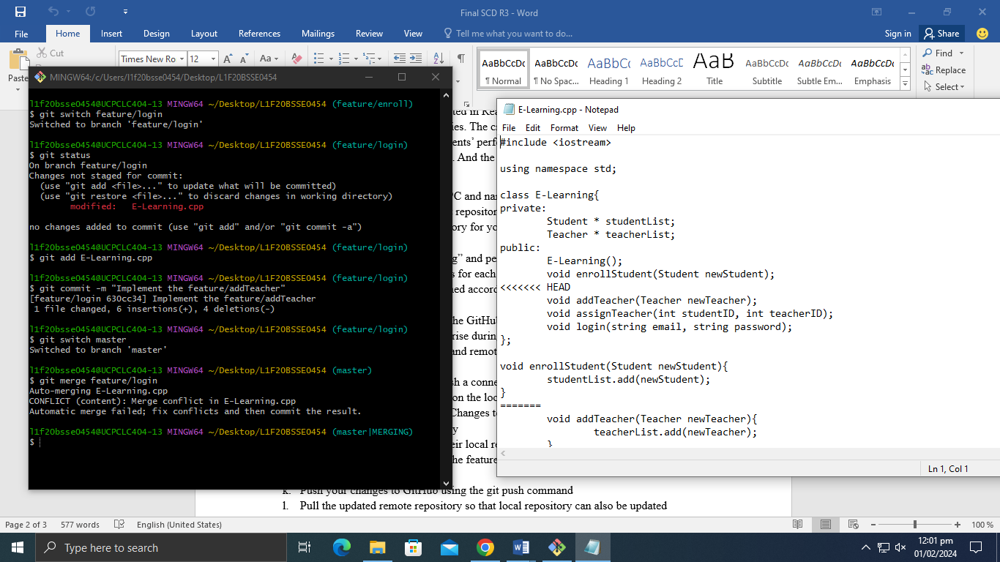 Final SCD R3 - Word
File Home Insert Design Layout References Mailings Review View Tell me what you want to do... Sign in Share
Cut
Paste
Times New Ro 12 Aa
AaBbCcDc AaBbCcDc AaBbCc AaBbCcD AaB AaBbCcDc AaBbCcDc AaBbCcDc
¶ Normal ¶ No Spac... Heading 1 Heading 2 Title Subtitle Subtle Em... Emphasis
Find
Replace
Select
MINGW64:/c/Users/l1f20bsse0454/Desktop/L1F20BSSE0454
l1f20bsse0454@UCPCLC404-13 MINGW64 ~/Desktop/L1F20BSSE0454 (feature/enroll)
$ git switch feature/login
Switched to branch 'feature/login'
l1f20bsse0454@UCPCLC404-13 MINGW64 ~/Desktop/L1F20BSSE0454 (feature/login)
$ git status
On branch feature/login
Changes not staged for commit:
(use "git add <file>..." to update what will be committed)
(use "git restore <file>..." to discard changes in working directory)
modified: E-Learning.cpp
no changes added to commit (use "git add" and/or "git commit -a")
l1f20bsse0454@UCPCLC404-13 MINGW64 ~/Desktop/L1F20BSSE0454 (feature/login)
$ git add E-Learning.cpp
l1f20bsse0454@UCPCLC404-13 MINGW64 ~/Desktop/L1F20BSSE0454 (feature/login)
$ git commit -m "Implement the feature/addTeacher"
[feature/login 630cc34] Implement the feature/addTeacher
1 file changed, 6 insertions(+), 4 deletions(-)
l1f20bsse0454@UCPCLC404-13 MINGW64 ~/Desktop/L1F20BSSE0454 (feature/login)
$ git switch master
Switched to branch 'master'
l1f20bsse0454@UCPCLC404-13 MINGW64 ~/Desktop/L1F20BSSE0454 (master)
$ git merge feature/login
Auto-merging E-Learning.cpp
CONFLICT (content): Merge conflict in E-Learning.cpp
Automatic merge failed; fix conflicts and then commit the result.
l1f20bsse0454@UCPCLC404-13 MINGW64 ~/Desktop/L1F20BSSE0454 (master|MERGING)
$
ted in Rea
ies. The c
ents' perf
. And the
PC and na
repositor
ory for yo
ng" and pe
s for each
ned accord
he GitHub
rise durin
and remot
sh a conne
on the loc
Changes to
y
eir local re
he feature
k. Push your changes to GitHub using the git push command
l. Pull the updated remote repository so that local repository can also be updated
E-Learning.cpp - Notepad
File Edit Format View Help
#include <iostream>
using namespace std;
class E-Learning{
private:
Student * studentList;
Teacher * teacherList;
public:
E-Learning();
void enrollStudent(Student newStudent);
<<<<<<< HEAD
void addTeacher(Teacher newTeacher);
void assignTeacher(int studentID, int teacherID);
void login(string email, string password);
};
void enrollStudent(Student newStudent){
studentList.add(newStudent);
}
=======
void addTeacher(Teacher newTeacher){
teacherList.add(newTeacher);
}
Ln 1, Col 1
Page 2 of 3 577 words English (United States) 100 %
Type here to search
12:01 pm
01/02/2024